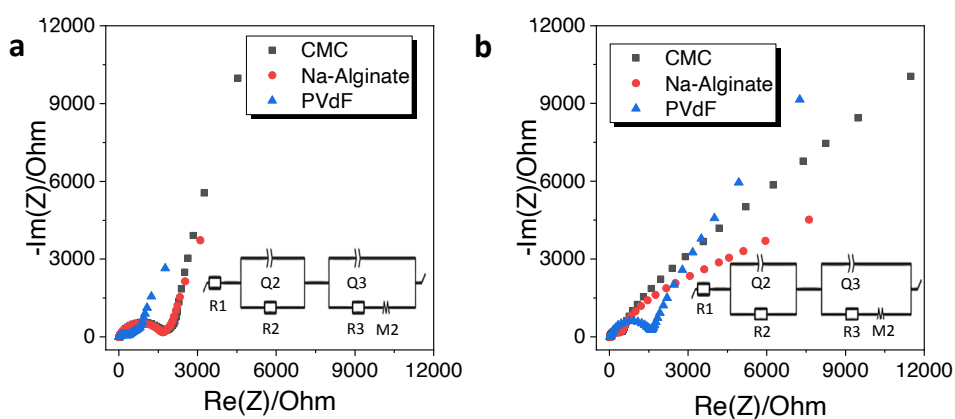 a
12000
9000
6000
3000
0
-Im(Z)/Ohm
CMC
Na-Alginate
PVdF
R1
Q2
R2
Q3
R3
M2
0
3000
6000
9000
12000
Re(Z)/Ohm
b
12000
9000
6000
3000
0
-Im(Z)/Ohm
CMC
Na-Alginate
PVdF
R1
Q2
R2
Q3
R3
M2
0
3000
6000
9000
12000
Re(Z)/Ohm